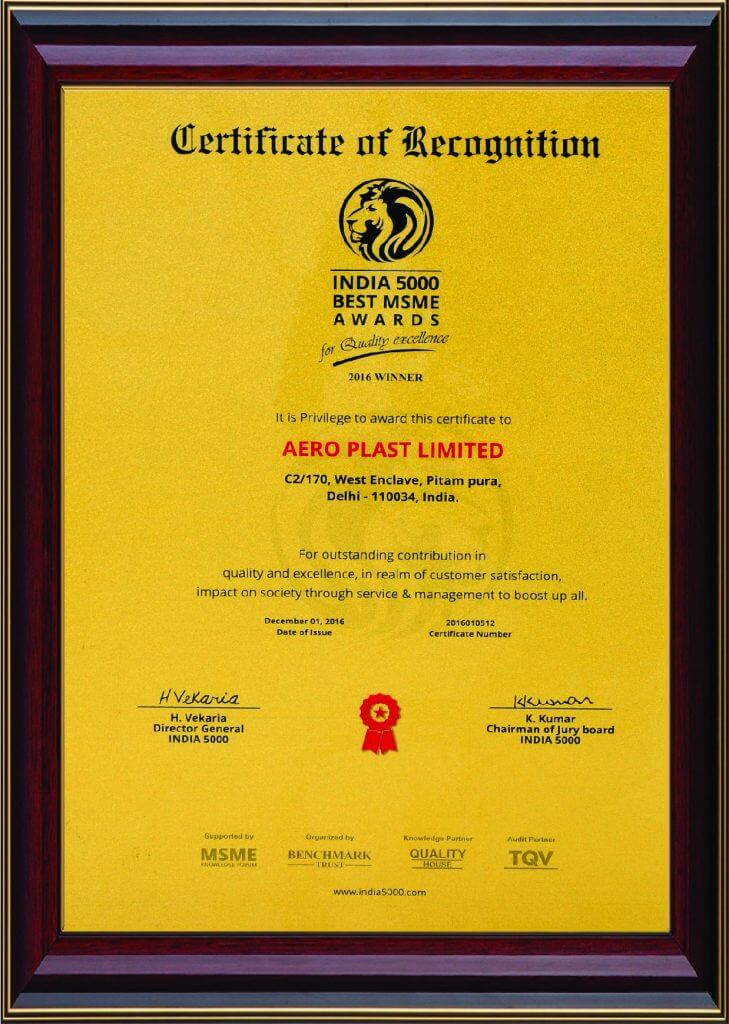 Certificate of Recognition
INDIA 5000
BEST MSME
AWARDS
for Quality excellence
2016 WINNER
It is Privilege to award this certificate to
AERO PLAST LIMITED
C2/170, West Enclave, Pitam pura,
Delhi - 110034, India.
For outstanding contribution in
quality and excellence, in realm of customer satisfaction,
impact on society through service & management to boost up all.
December 01, 2016
Date of Issue
2016010512
Certificate Number
H Vekaria
H. Vekaria
Director General
INDIA 5000
KKumar
K. Kumar
Chairman of Jury board
INDIA 5000
Supported by
MSME
KNOWLEDGE FORUM
Organized by
BENCHMARK
TRUST
Knowledge Partner
QUALITY
HOUSE
Audit Partner
TQV
www.india5000.com